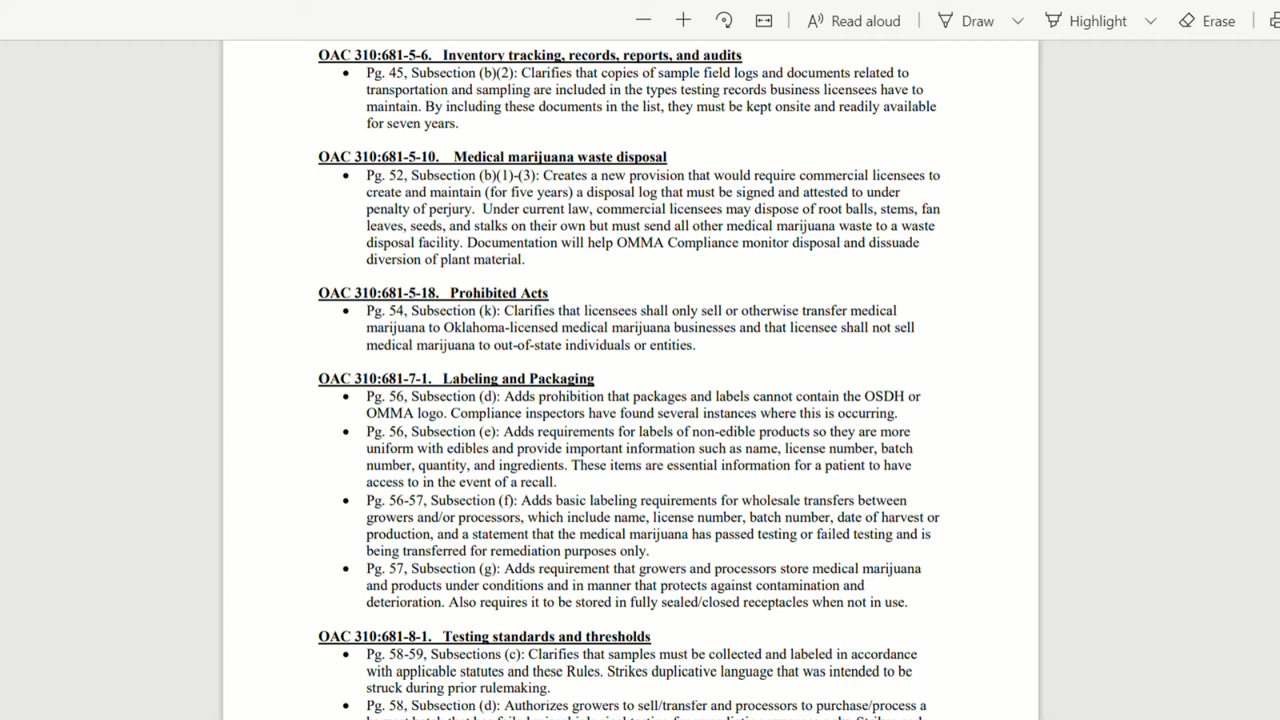 Read aloud
Draw
Highlight
Erase
OAC 310:681-5-6. Inventory tracking, records, reports, and audits
• Pg. 45, Subsection (b)(2): Clarifies that copies of sample field logs and documents related to
transportation and sampling are included in the types testing records business licensees have to
maintain. By including these documents in the list, they must be kept onsite and readily available
for seven years.
OAC 310:681-5-10. Medical marijuana waste disposal
• Pg. 52, Subsection (b)(1)-(3): Creates a new provision that would require commercial licensees to
create and maintain (for five years) a disposal log that must be signed and attested to under
penalty of perjury. Under current law, commercial licensees may dispose of root balls, stems, fan
leaves, seeds, and stalks on their own but must send all other medical marijuana waste to a waste
disposal facility. Documentation will help OMMA Compliance monitor disposal and dissuade
diversion of plant material.
OAC 310:681-5-18. Prohibited Acts
• Pg. 54, Subsection (k): Clarifies that licensees shall only sell or otherwise transfer medical
marijuana to Oklahoma-licensed medical marijuana businesses and that licensee shall not sell
medical marijuana to out-of-state individuals or entities.
OAC 310:681-7-1. Labeling and Packaging
• Pg. 56, Subsection (d): Adds prohibition that packages and labels cannot contain the OSDH or
OMMA logo. Compliance inspectors have found several instances where this is occurring.
• Pg. 56, Subsection (e): Adds requirements for labels of non-edible products so they are more
uniform with edibles and provide important information such as name, license number, batch
number, quantity, and ingredients. These items are essential information for a patient to have
access to in the event of a recall.
• Pg. 56-57, Subsection (f): Adds basic labeling requirements for wholesale transfers between
growers and/or processors, which include name, license number, batch number, date of harvest or
production, and a statement that the medical marijuana has passed testing or failed testing and is
being transferred for remediation purposes only.
• Pg. 57, Subsection (g): Adds requirement that growers and processors store medical marijuana
and products under conditions and in manner that protects against contamination and
deterioration. Also requires it to be stored in fully sealed/closed receptacles when not in use.
OAC 310:681-8-1. Testing standards and thresholds
• Pg. 58-59, Subsections (c): Clarifies that samples must be collected and labeled in accordance
with applicable statutes and these Rules. Strikes duplicative language that was intended to be
struck during prior rulemaking.
• Pg. 58, Subsection (d): Authorizes growers to sell/transfer and processors to purchase/process a